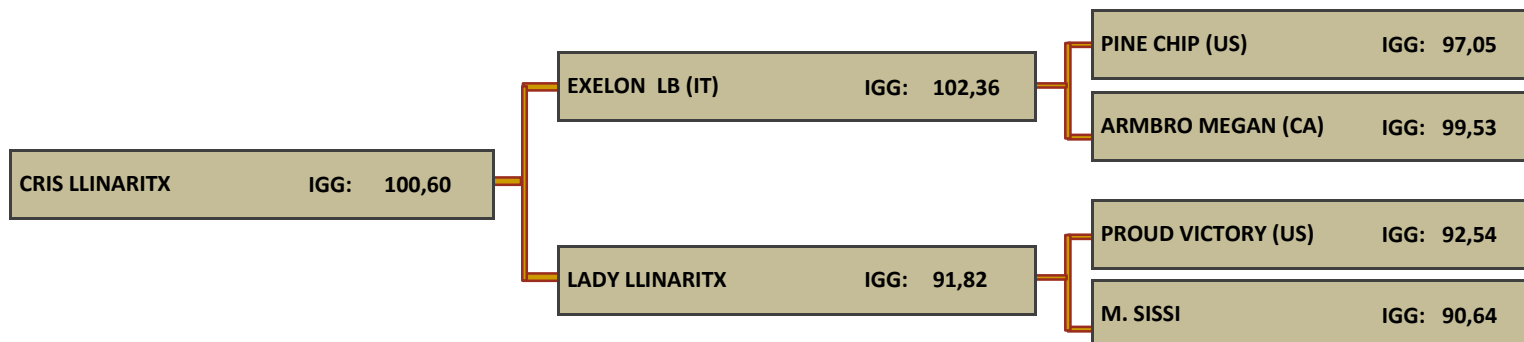 PINE CHIP (US) IGG: 97,05
EXELON LB (IT) IGG: 102,36
ARMBRO MEGAN (CA) IGG: 99,53
CRIS LLINARITX IGG: 100,60
PROUD VICTORY (US) IGG: 92,54
LADY LLINARITX IGG: 91,82
M. SISSI IGG: 90,64